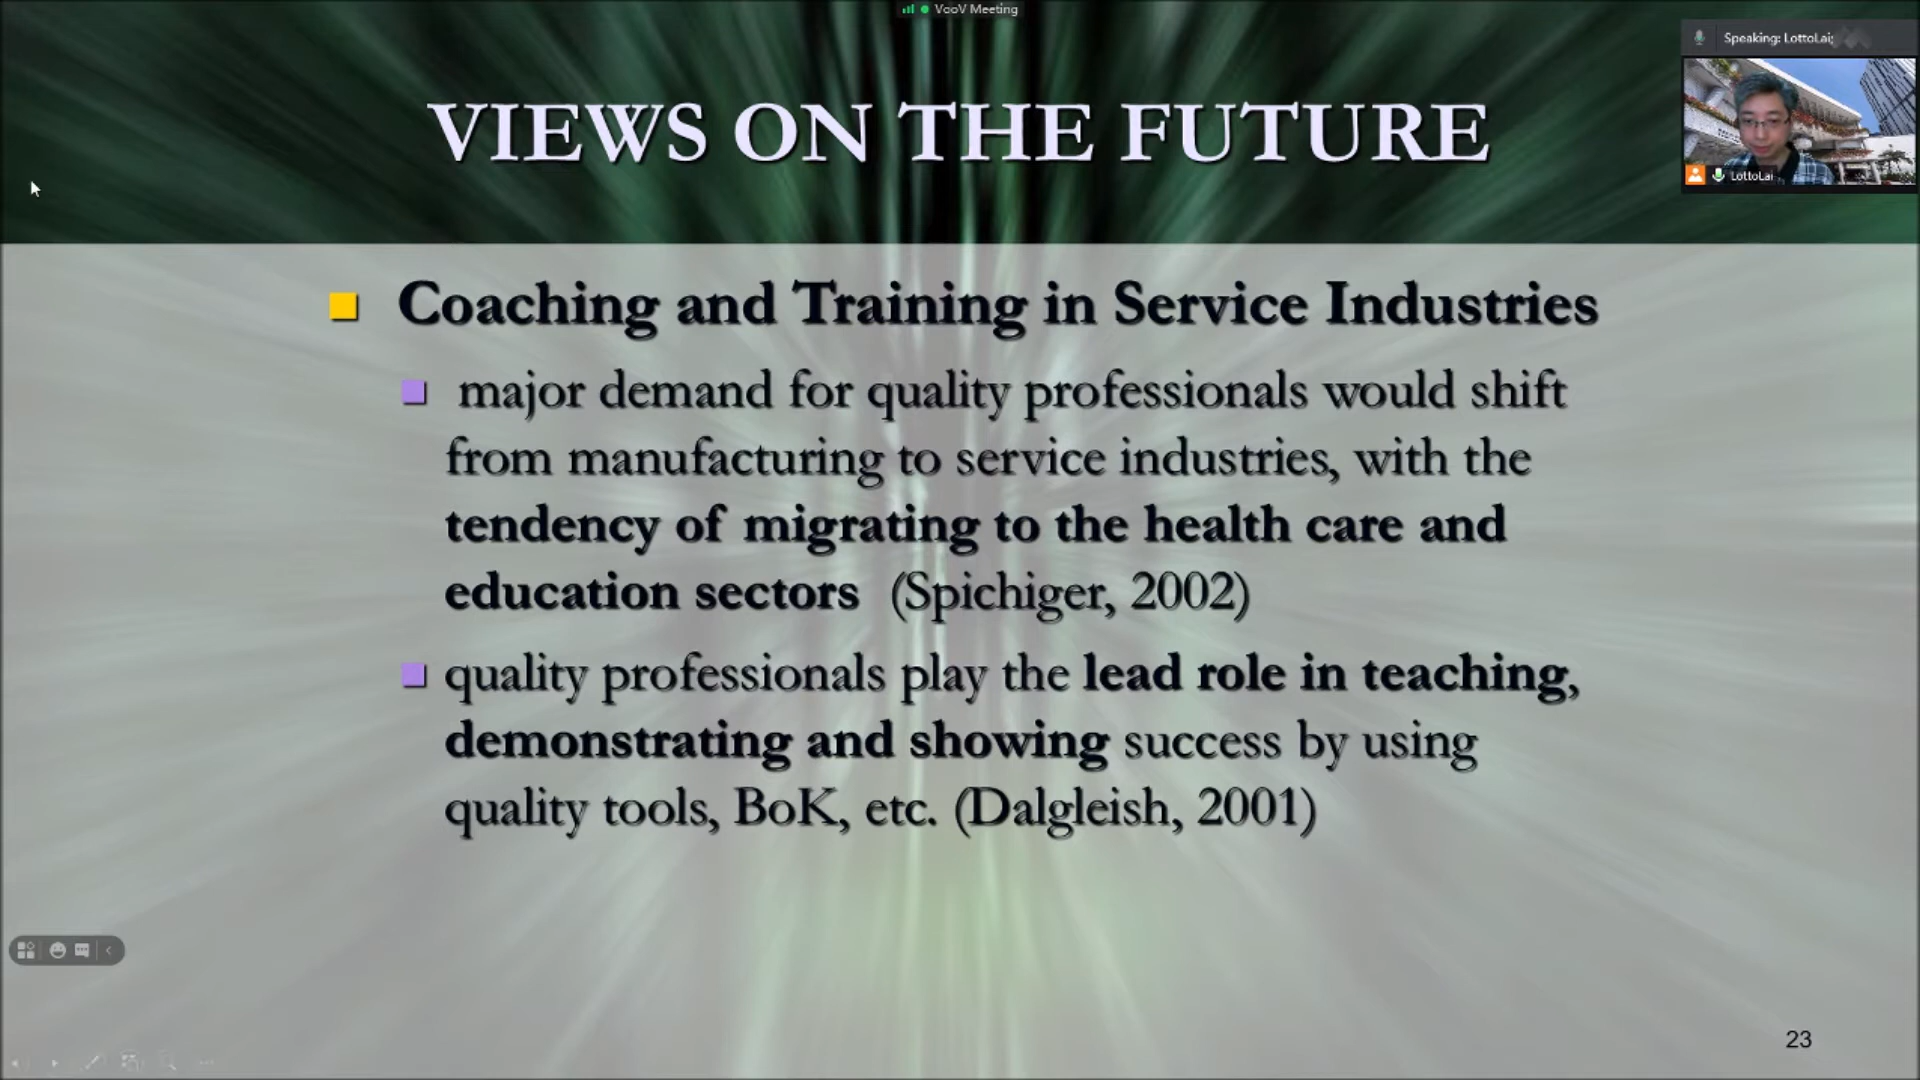 VooV Meeting
Speaking: LottoLai;
VIEWS ON THE FUTURE
LottoLai
Coaching and Training in Service Industries
major demand for quality professionals would shift
from manufacturing to service industries, with the
tendency of migrating to the health care and
education sectors (Spichiger, 2002)
quality professionals play the lead role in teaching,
demonstrating and showing success by using
quality tools, BoK, etc. (Dalgleish, 2001)
23